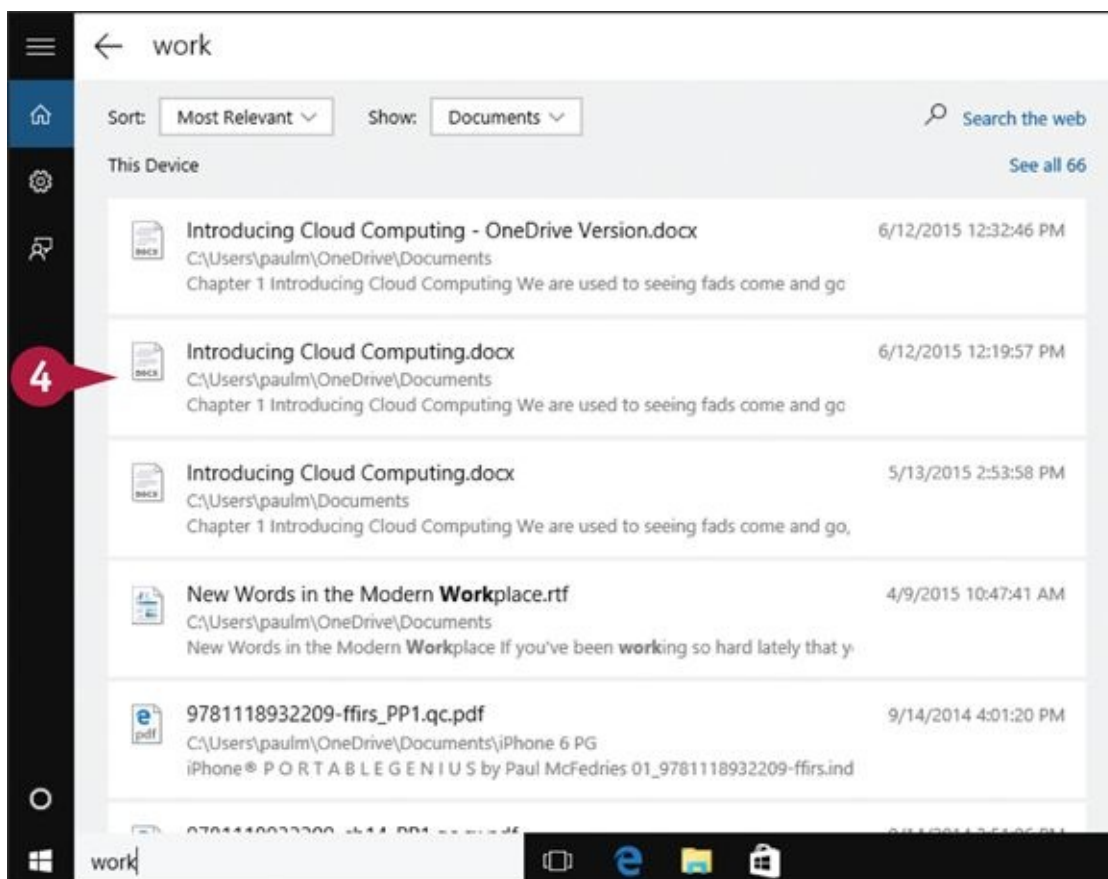 work
Sort: Most Relevant Show: Documents Search the web
This Device See all 66
Introducing Cloud Computing - OneDrive Version.docx 6/12/2015 12:32:46 PM
DOCX C:\Users\paulm\OneDrive\Documents
Chapter 1 Introducing Cloud Computing We are used to seeing fads come and go
Introducing Cloud Computing.docx 6/12/2015 12:19:57 PM
4 DOCX C:\Users\paulm\OneDrive\Documents
Chapter 1 Introducing Cloud Computing We are used to seeing fads come and go
Introducing Cloud Computing.docx 5/13/2015 2:53:58 PM
DOCX C:\Users\paulm\Documents
Chapter 1 Introducing Cloud Computing We are used to seeing fads come and go,
New Words in the Modern Workplace.rtf 4/9/2015 10:47:41 AM
C:\Users\paulm\OneDrive\Documents
New Words in the Modern Workplace If you've been working so hard lately that y
9781118932209-ffirs_PP1.qc.pdf 9/14/2014 4:01:20 PM
pdf C:\Users\paulm\OneDrive\Documents\iPhone 6 PG
iPhone® P O R T A B L E G E N I U S by Paul McFedries 01_9781118932209-ffirs.ind
work